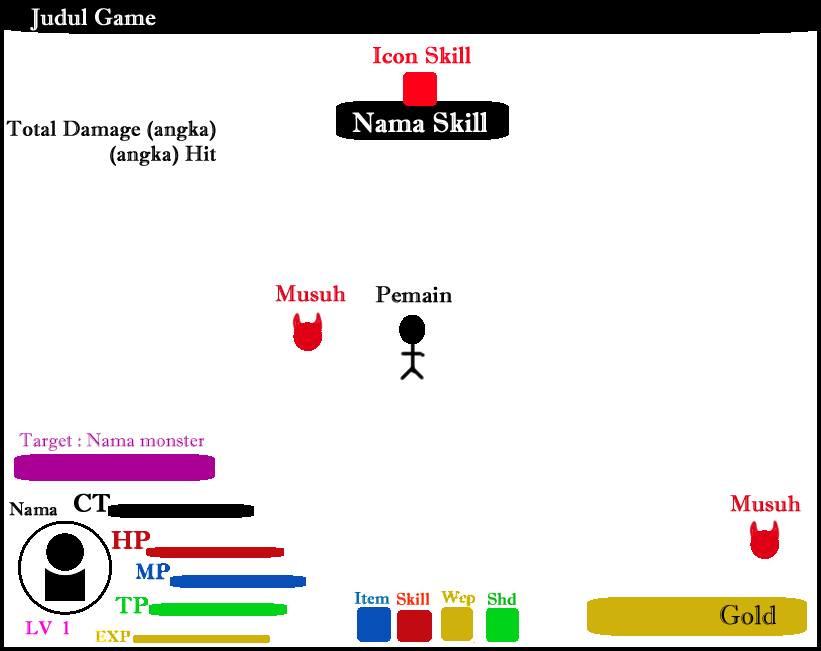 Judul Game
Icon Skill
Nama Skill
Total Damage (angka)
(angka) Hit
Musuh
Pemain
Target : Nama monster
Nama
CT
HP
MP
TP
LV 1
EXP
Item
Skill
Wep
Shd
Musuh
Gold